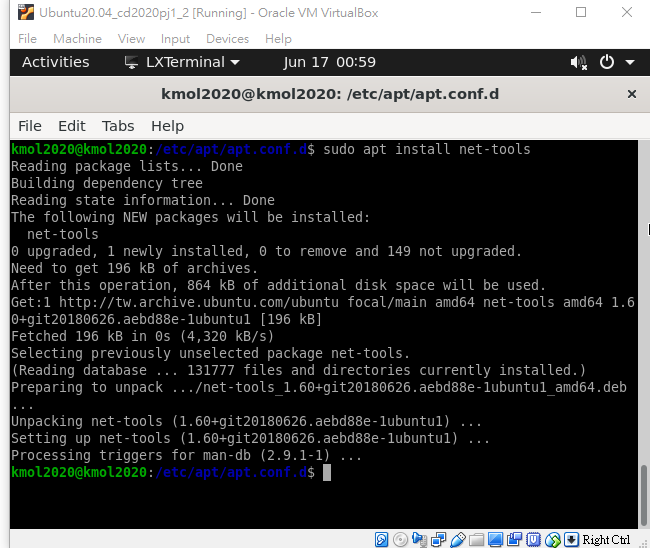 Ubuntu20.04_cd2020pj1_2 [Running] - Oracle VM VirtualBox
File Machine View Input Devices Help
Activities LXTerminal Jun 17 00:59
kmol2020@kmol2020: /etc/apt/apt.conf.d
File Edit Tabs Help
kmol2020@kmol2020:/etc/apt/apt.conf.d$ sudo apt install net-tools
Reading package lists... Done
Building dependency tree
Reading state information... Done
The following NEW packages will be installed:
  net-tools
0 upgraded, 1 newly installed, 0 to remove and 149 not upgraded.
Need to get 196 kB of archives.
After this operation, 864 kB of additional disk space will be used.
Get:1 http://tw.archive.ubuntu.com/ubuntu focal/main amd64 net-tools amd64 1.6
0+git20180626.aebd88e-1ubuntu1 [196 kB]
Fetched 196 kB in 0s (4,320 kB/s)
Selecting previously unselected package net-tools.
(Reading database ... 131777 files and directories currently installed.)
Preparing to unpack .../net-tools_1.60+git20180626.aebd88e-1ubuntu1_amd64.deb
...
Unpacking net-tools (1.60+git20180626.aebd88e-1ubuntu1) ...
Setting up net-tools (1.60+git20180626.aebd88e-1ubuntu1) ...
Processing triggers for man-db (2.9.1-1) ...
kmol2020@kmol2020:/etc/apt/apt.conf.d$
Right Ctrl